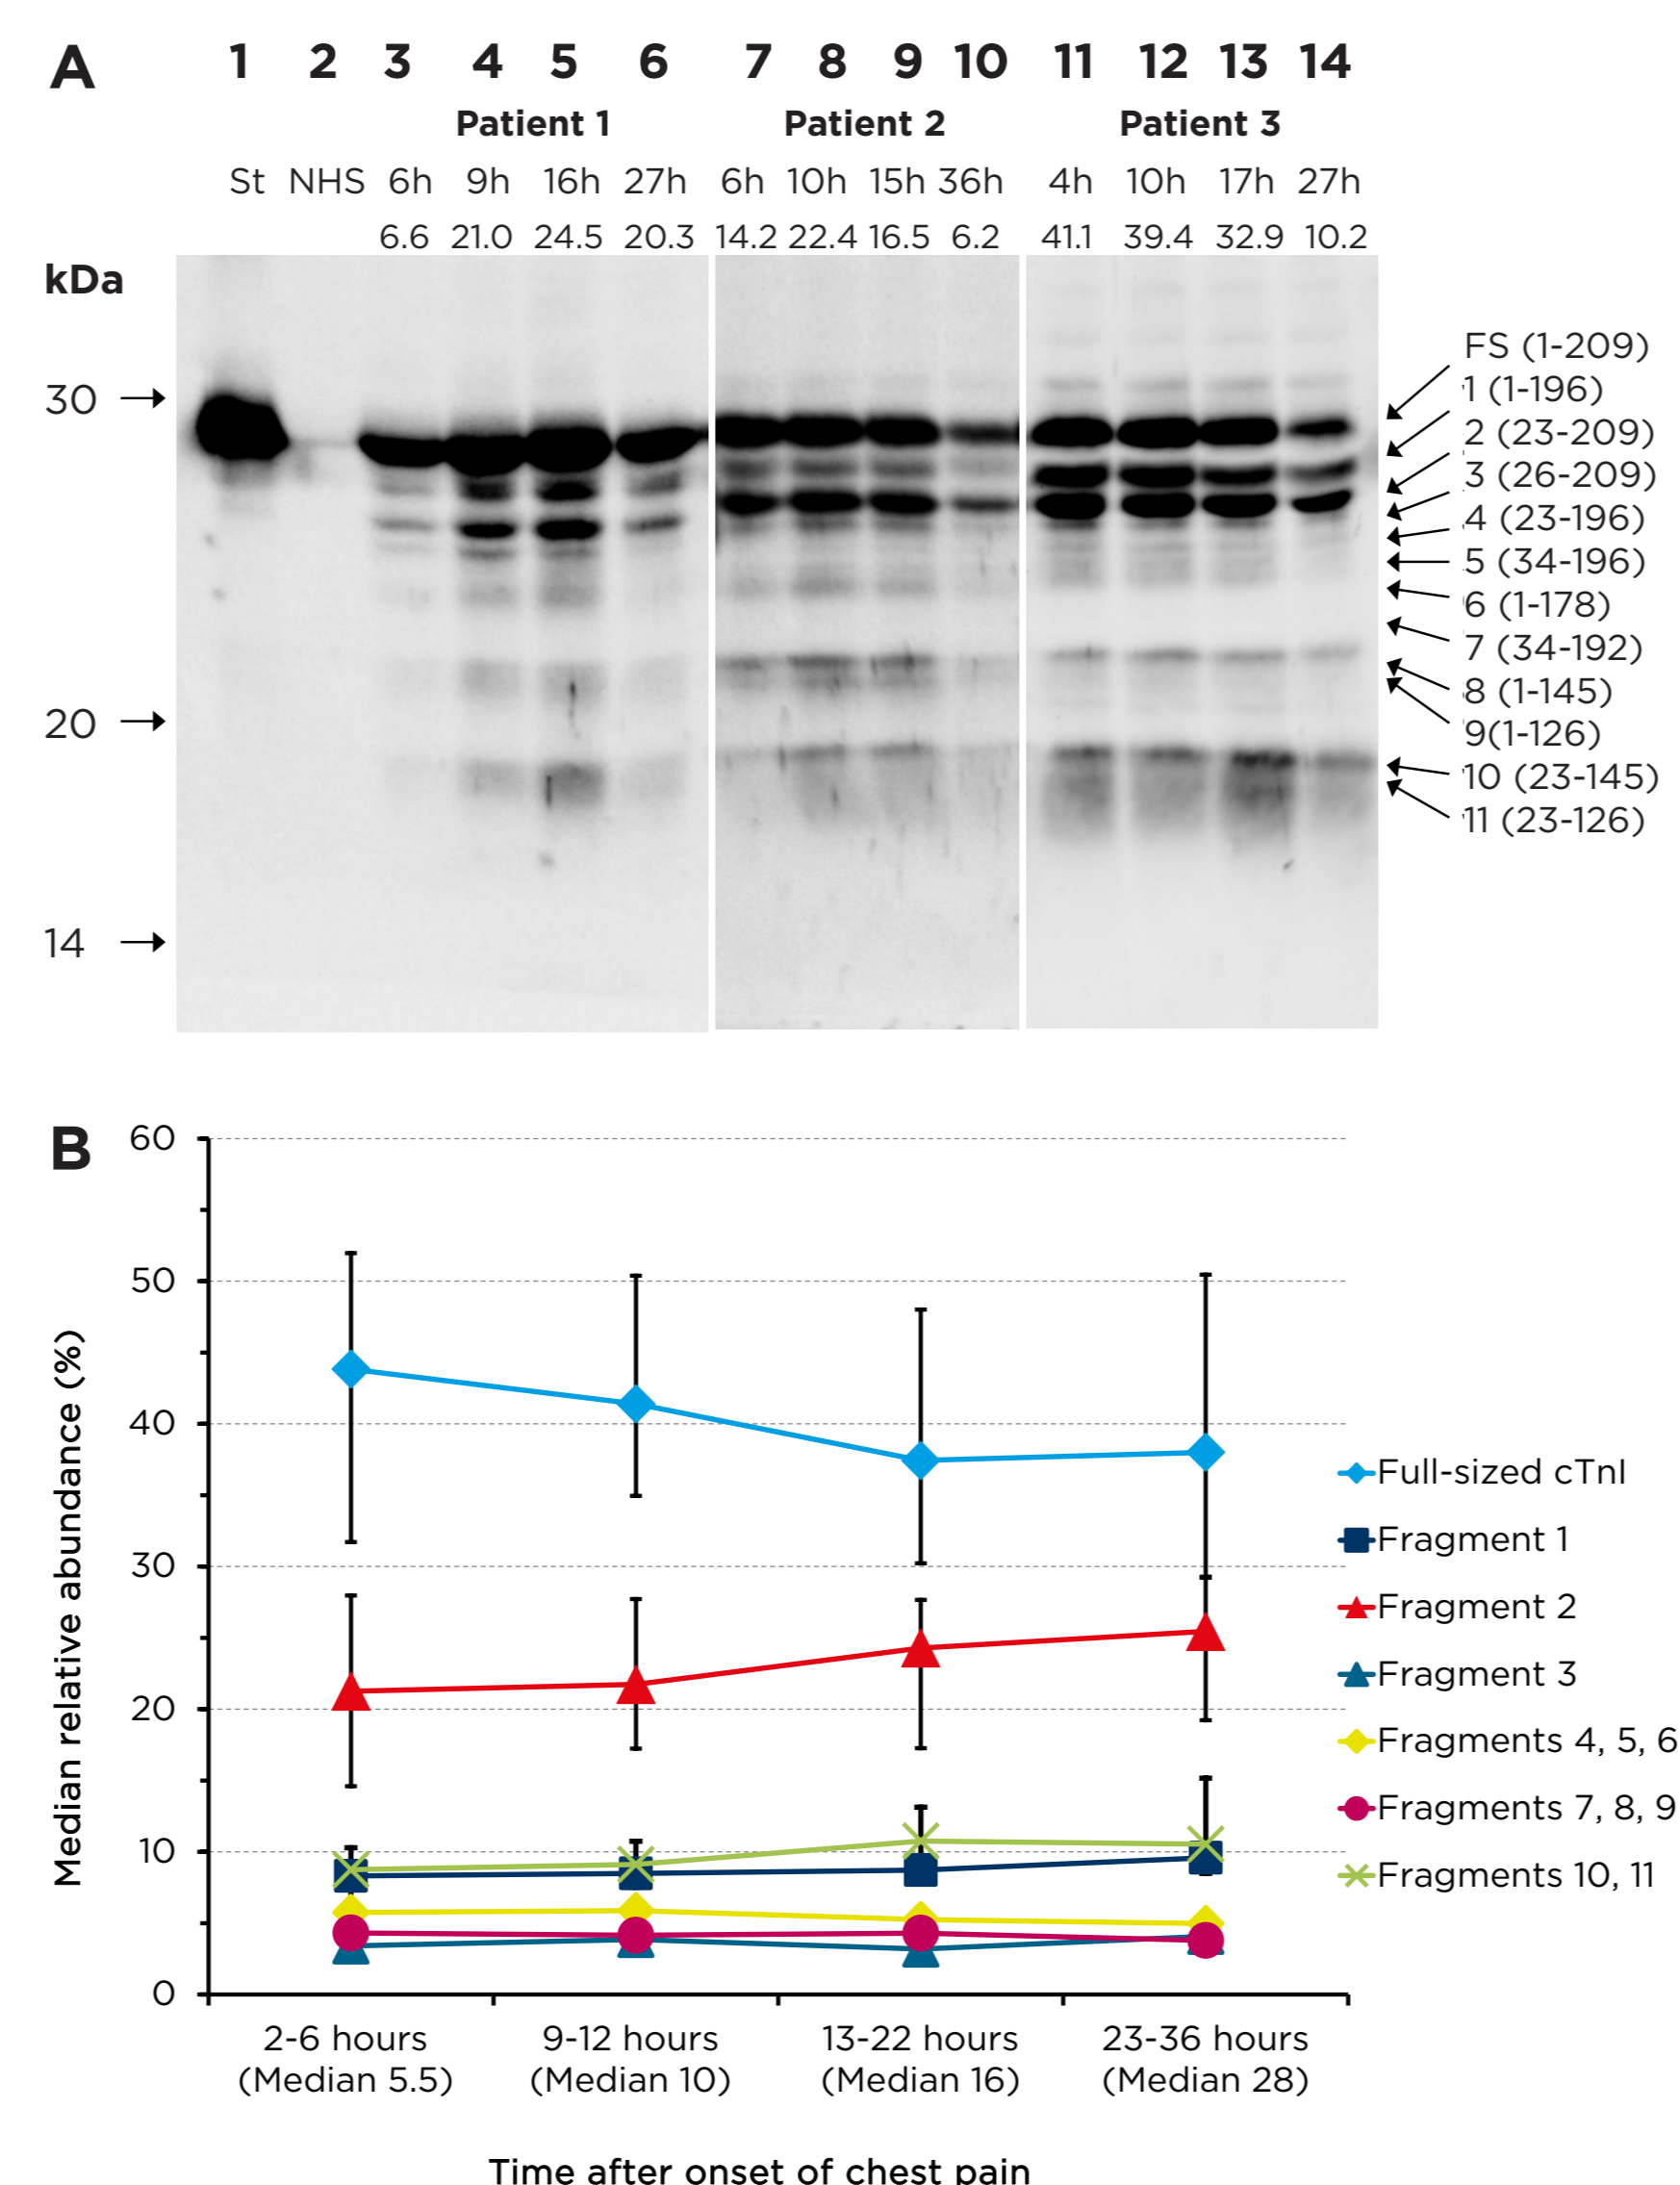 A 1 2 3 4 5 6 7 8 9 10 11 12 13 14
Patient 1 Patient 2 Patient 3
St NHS 6h 9h 16h 27h 6h 10h 15h 36h 4h 10h 17h 27h
6.6 21.0 24.5 20.3 14.2 22.4 16.5 6.2 41.1 39.4 32.9 10.2
kDa
30
20
14
FS (1-209)
1 (1-196)
2 (23-209)
3 (26-209)
4 (23-196)
5 (34-196)
6 (1-178)
7 (34-192)
8 (1-145)
9(1-126)
10 (23-145)
11 (23-126)
B
Median relative abundance (%)
60
50
40
30
20
10
0
Full-sized cTnI
Fragment 1
Fragment 2
Fragment 3
Fragments 4, 5, 6
Fragments 7, 8, 9
Fragments 10, 11
2-6 hours 9-12 hours 13-22 hours 23-36 hours
(Median 5.5) (Median 10) (Median 16) (Median 28)
Time after onset of chest pain